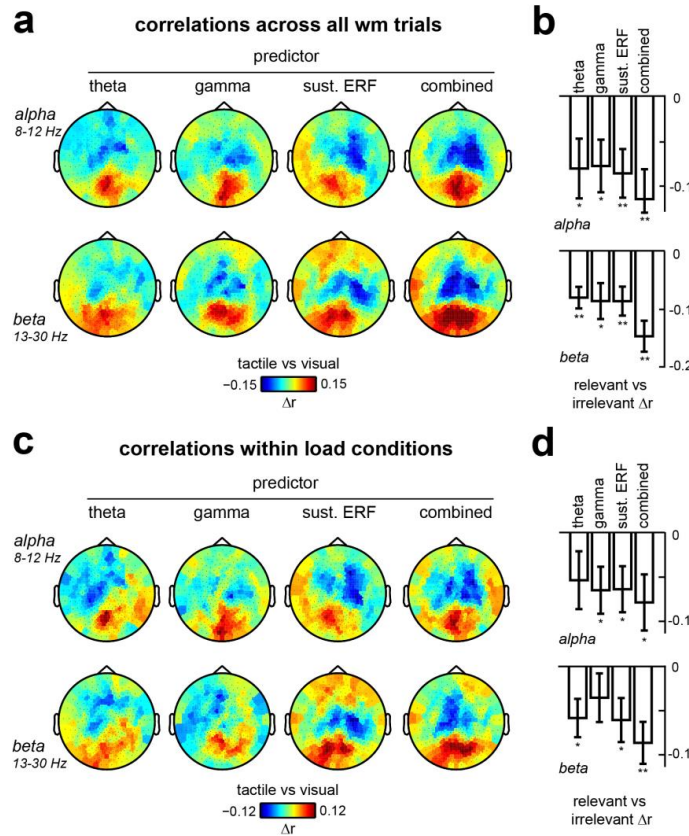 a
correlations across all wm trials
predictor
theta gamma sust. ERF combined
alpha
8-12 Hz
beta
13-30 Hz
tactile vs visual
−0.15 0.15
Δr
b
theta
gamma
sust. ERF
combined
0
-0.1
* * ** **
alpha
0
-0.1
-0.2
** * ** **
beta
relevant vs
irrelevant Δr
c
correlations within load conditions
predictor
theta gamma sust. ERF combined
alpha
8-12 Hz
beta
13-30 Hz
tactile vs visual
−0.12 0.12
Δr
d
theta
gamma
sust. ERF
combined
0
-0.1
* * *
alpha
0
-0.1
* * **
beta
relevant vs
irrelevant Δr